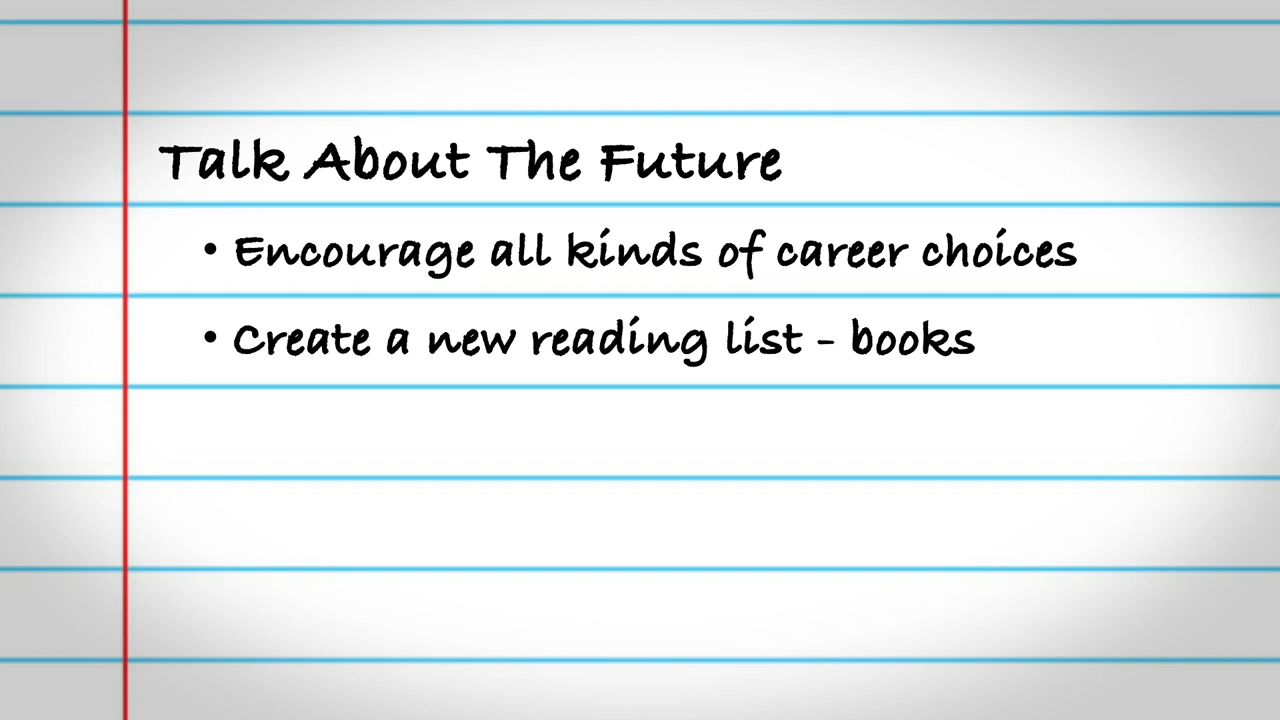 Talk About The Future
• Encourage all kinds of career choices
• Create a new reading list - books